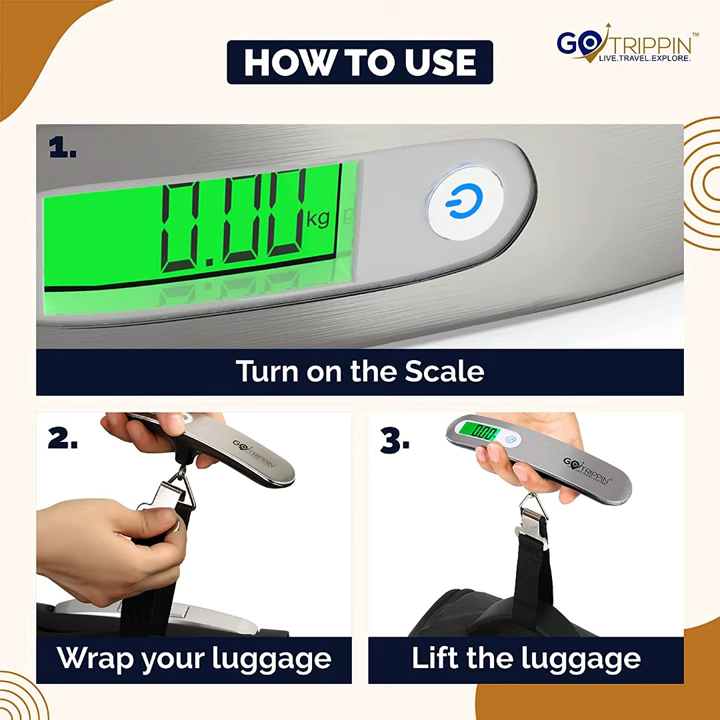 GO TRIPPIN™
LIVE.TRAVEL.EXPLORE.
HOW TO USE
1.
0.00 kg
Turn on the Scale
2.
GO TRIPPIN
Wrap your luggage
3.
0.00
GO TRIPPIN™
Lift the luggage